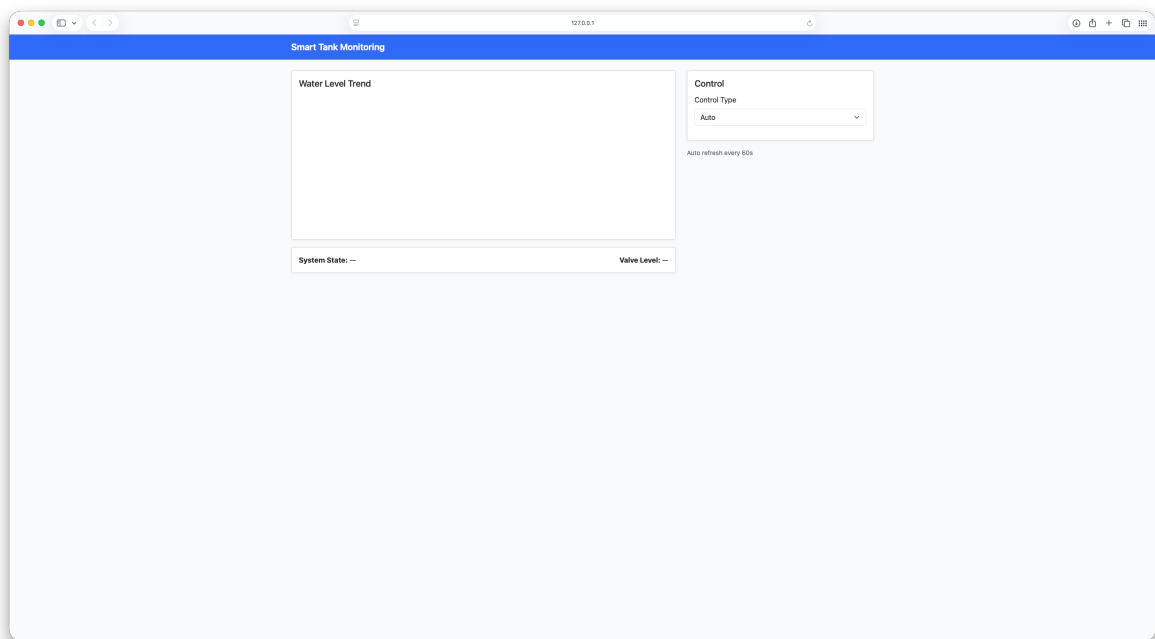 127.0.0.1
Smart Tank Monitoring
Water Level Trend
System State: —
Valve Level: —
Control
Control Type
Auto
Auto refresh every 60s